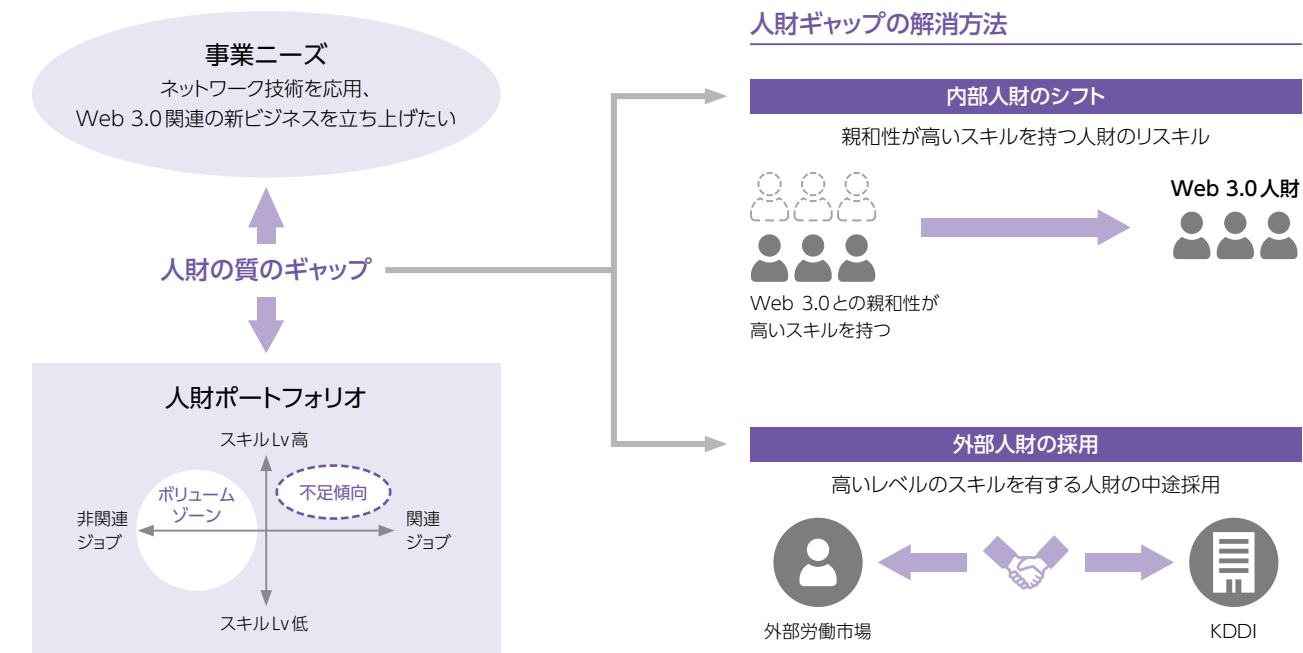 事業ニーズ
ネットワーク技術を応用、
Web 3.0関連の新ビジネスを立ち上げたい
人財の質のギャップ
人財ポートフォリオ
スキルLv高
ボリューム
ゾーン
不足傾向
非関連
ジョブ
関連
ジョブ
スキルLv低
人財ギャップの解消方法
内部人財のシフト
親和性が高いスキルを持つ人財のリスキル
Web 3.0人財
Web 3.0との親和性が
高いスキルを持つ
外部人財の採用
高いレベルのスキルを有する人財の中途採用
外部労働市場
KDDI